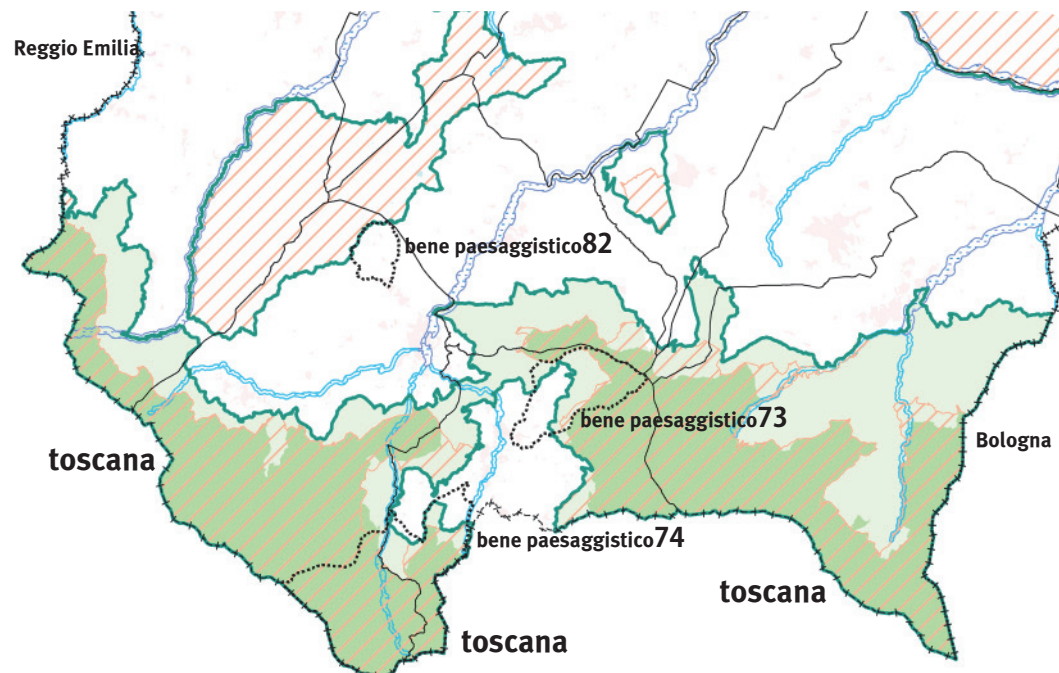 Reggio Emilia
bene paesaggistico82
bene paesaggistico73
Bologna
toscana
bene paesaggistico74
toscana
toscana